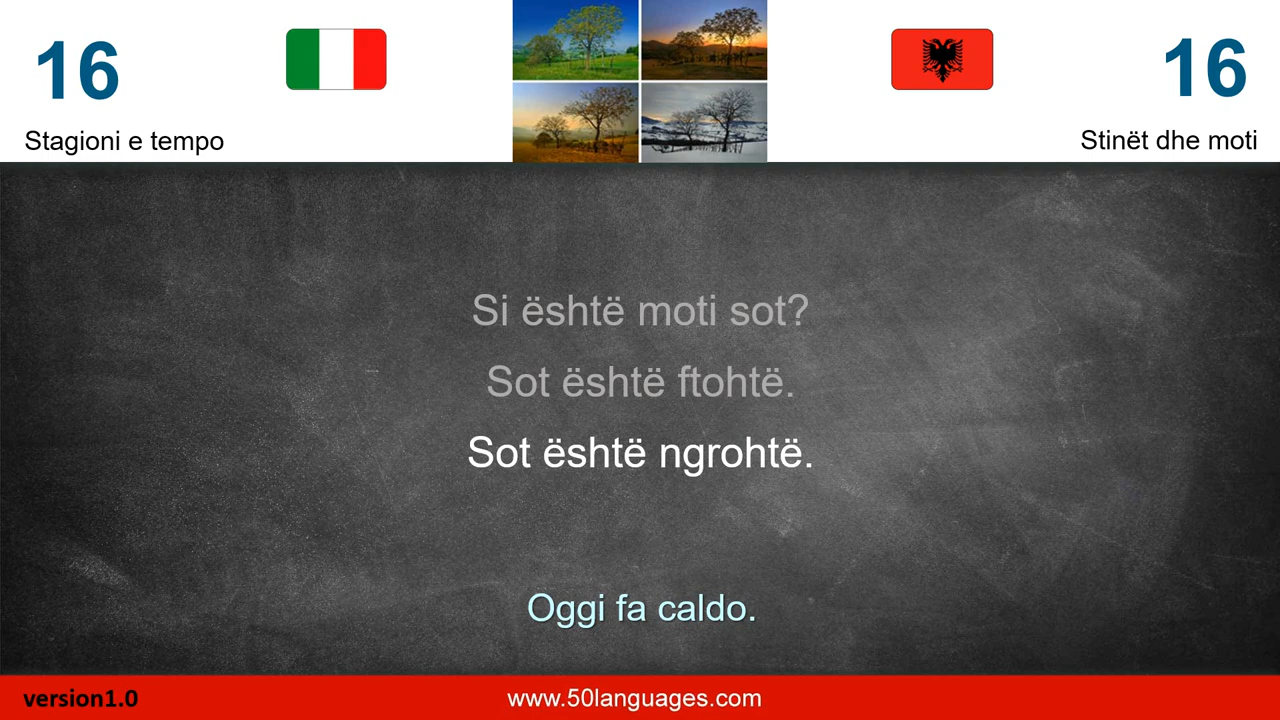 16
16
Stagioni e tempo
Stinët dhe moti
Si është moti sot?
Sot është ftohtë.
Sot është ngrohtë.
Oggi fa caldo.
version1.0
www.50languages.com